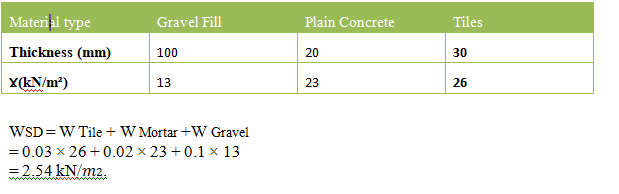 Material type Gravel Fill Plain Concrete Tiles
Thickness (mm) 100 20 30
ɤ(kN/m²) 13 23 26
WSD = W Tile + W Mortar +W Gravel
= 0.03 × 26 + 0.02 × 23 + 0.1 × 13
= 2.54 kN/m2.